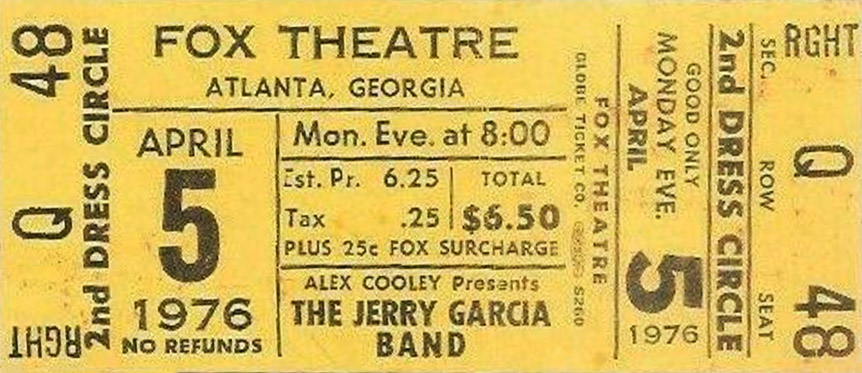 48
Q
RGHT
2nd DRESS CIRCLE
FOX THEATRE
ATLANTA, GEORGIA
APRIL
5
1976
NO REFUNDS
Mon. Eve. at 8:00
Est. Pr. 6.25
Tax .25
TOTAL
$6.50
PLUS 25c FOX SURCHARGE
ALEX COOLEY Presents
THE JERRY GARCIA
BAND
FOX THEATRE
GLOBE TICKET CO. S260
GOOD ONLY
MONDAY EVE.
APRIL
5
1976
2nd DRESS CIRCLE
SEC. ROW SEAT
RGHT
Q
48